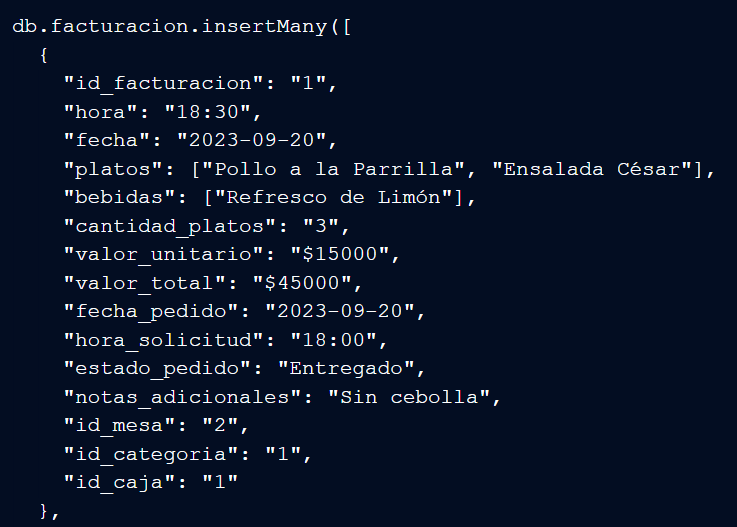 db.facturacion.insertMany([
  {
    "id_facturacion": "1",
    "hora": "18:30",
    "fecha": "2023-09-20",
    "platos": ["Pollo a la Parrilla", "Ensalada César"],
    "bebidas": ["Refresco de Limón"],
    "cantidad_platos": "3",
    "valor_unitario": "$15000",
    "valor_total": "$45000",
    "fecha_pedido": "2023-09-20",
    "hora_solicitud": "18:00",
    "estado_pedido": "Entregado",
    "notas_adicionales": "Sin cebolla",
    "id_mesa": "2",
    "id_categoria": "1",
    "id_caja": "1"
  },